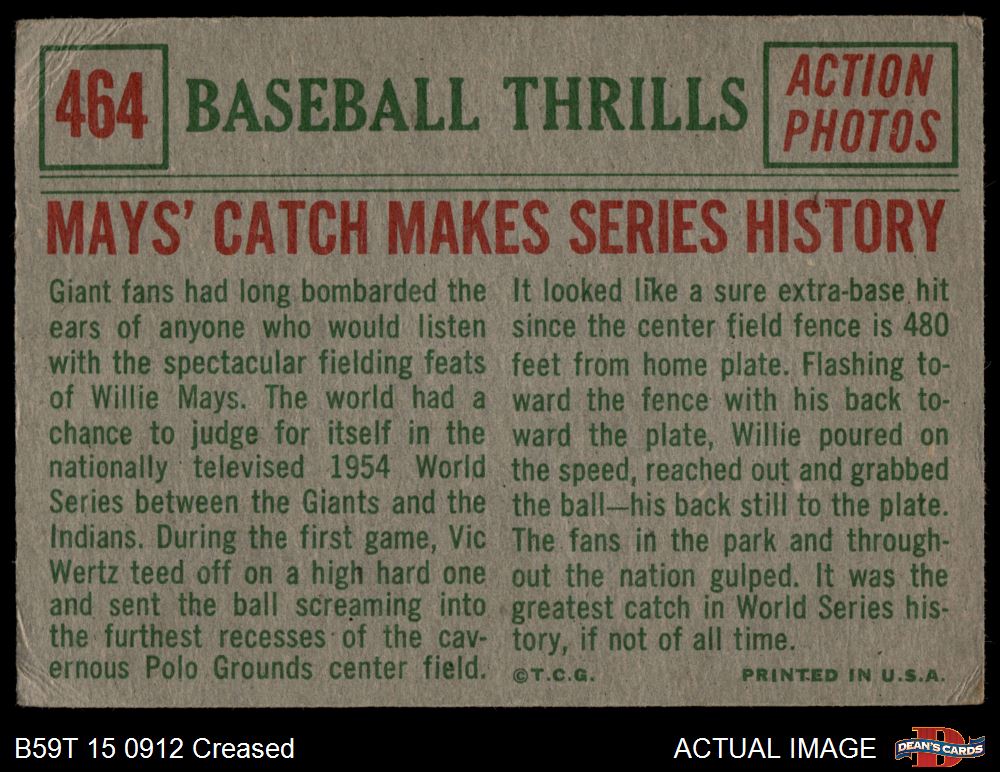 464
BASEBALL THRILLS
ACTION
PHOTOS
MAYS' CATCH MAKES SERIES HISTORY
Giant fans had long bombarded the
ears of anyone who would listen
with the spectacular fielding feats
of Willie Mays. The world had a
chance to judge for itself in the
nationally televised 1954 World
Series between the Giants and the
Indians. During the first game, Vic
Wertz teed off on a high hard one
and sent the ball screaming into
the furthest recesses of the cav-
ernous Polo Grounds center field.
It looked like a sure extra-base hit
since the center field fence is 480
feet from home plate. Flashing to-
ward the fence with his back to-
ward the plate, Willie poured on
the speed, reached out and grabbed
the ball—his back still to the plate.
The fans in the park and through-
out the nation gulped. It was the
greatest catch in World Series his-
tory, if not of all time.
©T.C.G.
PRINTED IN U.S.A.
B59T 15 0912 Creased
ACTUAL IMAGE
DEAN'S CARDS